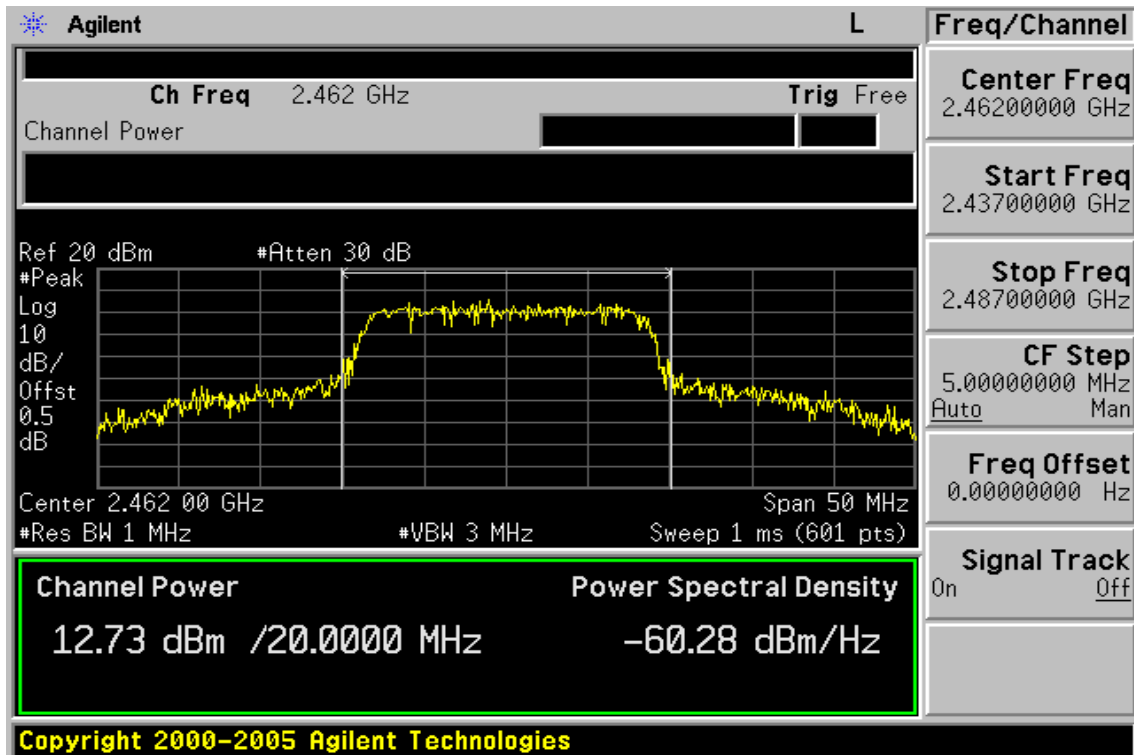 Agilent L Freq/Channel
Ch Freq 2.462 GHz Trig Free
Channel Power
Center Freq
2.46200000 GHz
Start Freq
2.43700000 GHz
Stop Freq
2.48700000 GHz
CF Step
5.00000000 MHz
Auto Man
Freq Offset
0.00000000 Hz
Signal Track
On Off
Ref 20 dBm #Atten 30 dB
#Peak
Log
10
dB/
Offst
0.5
dB
Center 2.462 00 GHz Span 50 MHz
#Res BW 1 MHz #VBW 3 MHz Sweep 1 ms (601 pts)
Channel Power Power Spectral Density
12.73 dBm /20.0000 MHz -60.28 dBm/Hz
Copyright 2000-2005 Agilent Technologies